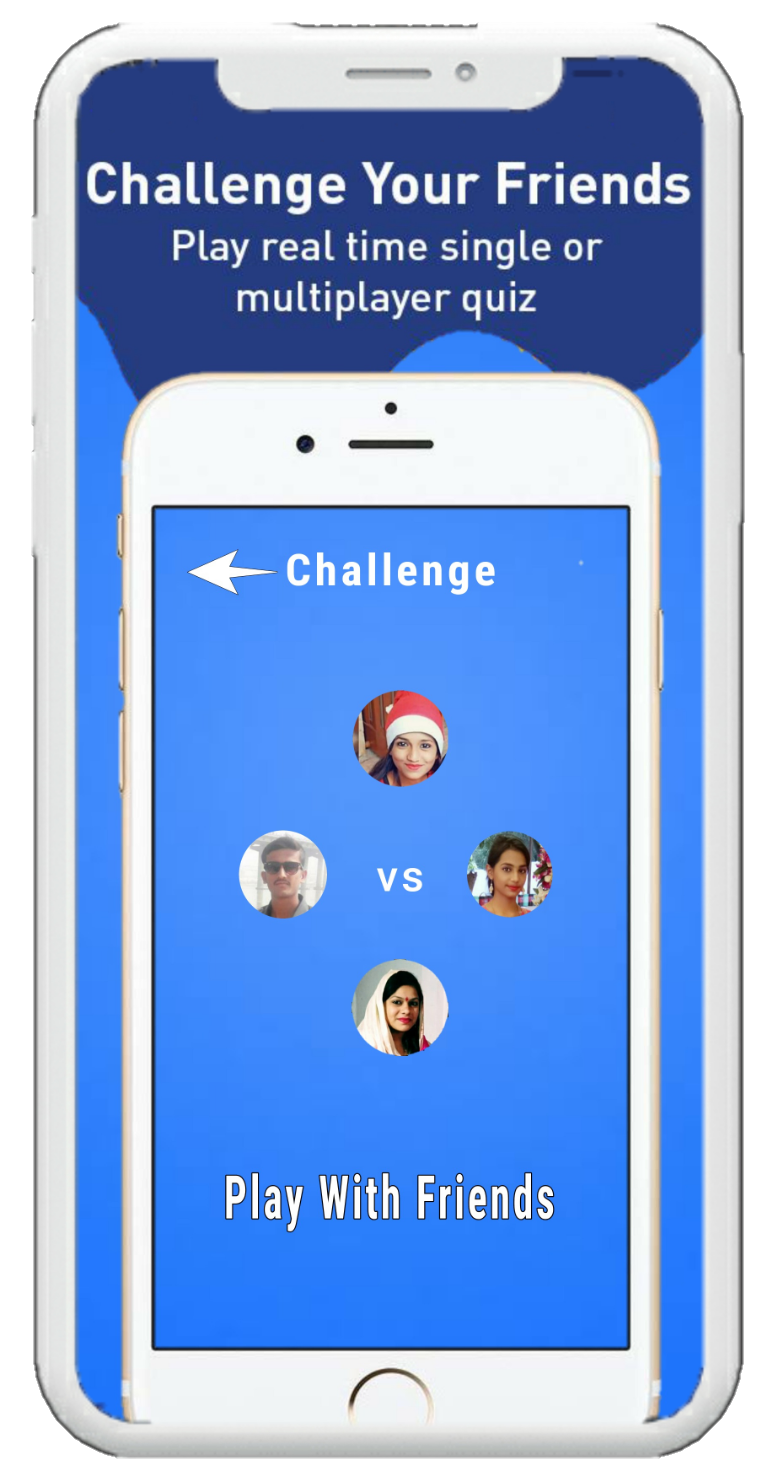 Challenge Your Friends
Play real time single or
multiplayer quiz
Challenge
vs
Play With Friends